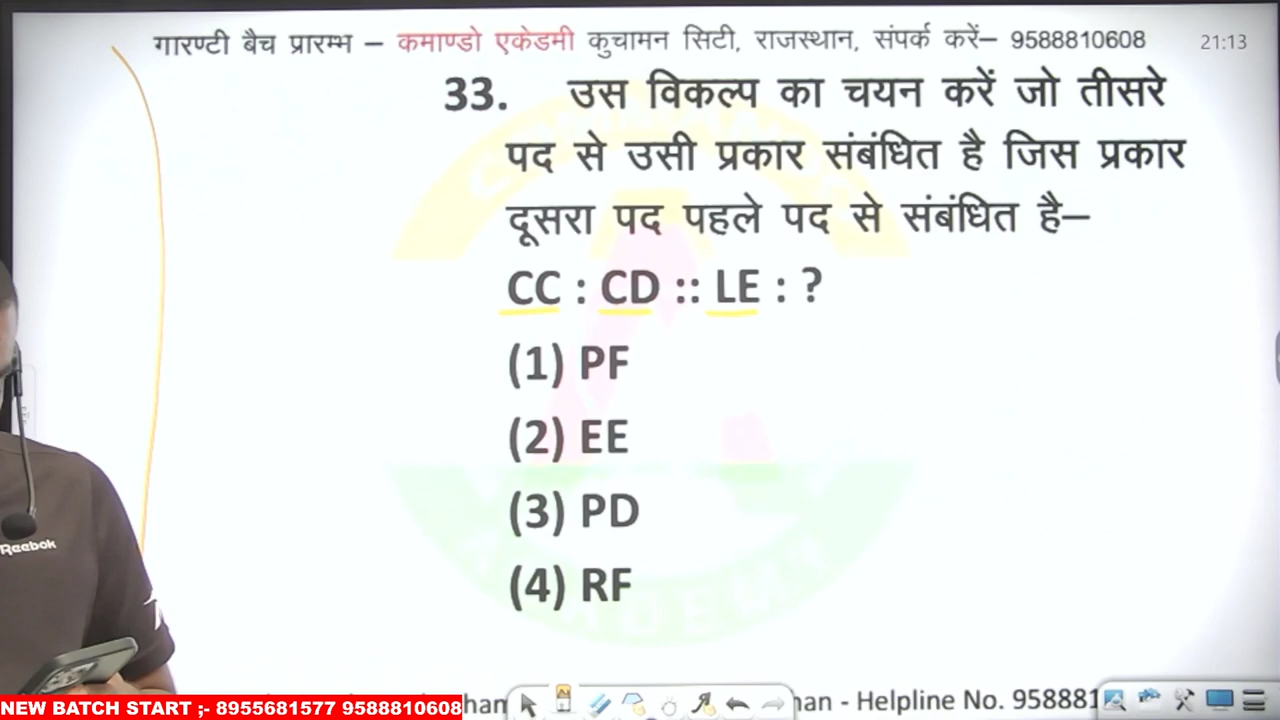 गारण्टी बैच प्रारम्भ – कमाण्डो एकेडमी कुचामन सिटी, राजस्थान, संपर्क करें– 9588810608
21:13
33. उस विकल्प का चयन करें जो तीसरे
पद से उसी प्रकार संबंधित है जिस प्रकार
दूसरा पद पहले पद से संबंधित है–
CC : CD :: LE : ?
(1) PF
(2) EE
(3) PD
(4) RF
Reebok
an - Helpline No. 958881
NEW BATCH START ;- 8955681577 9588810608